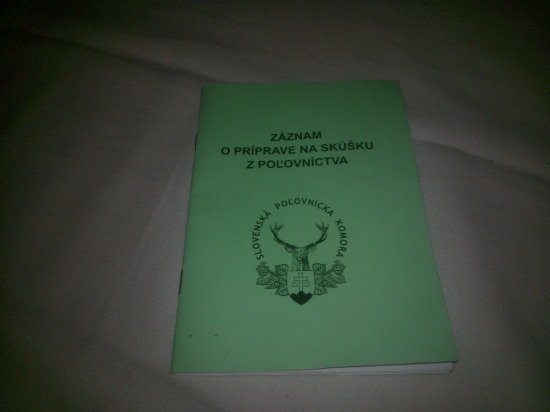 ZÁZNAM
O PRÍPRAVE NA SKÚŠKU
Z POĽOVNÍCTVA
SLOVENSKÁ POĽOVNÍCKA KOMORA